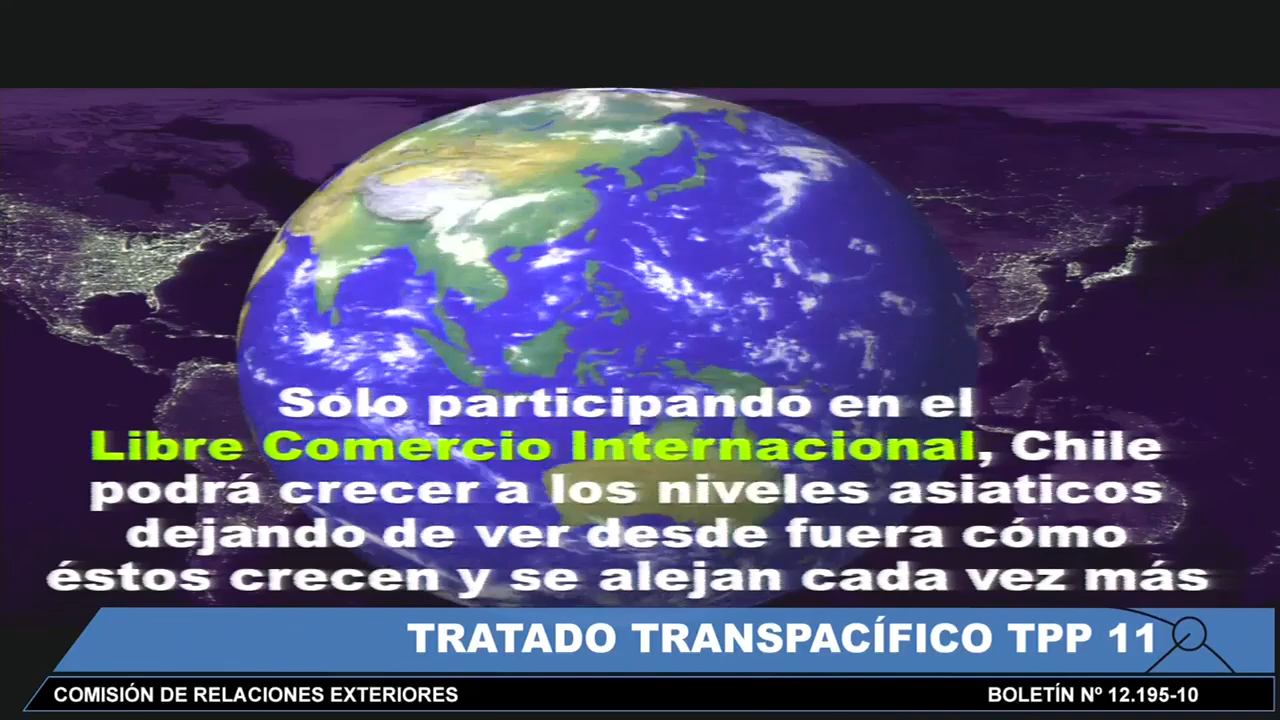 Sólo participando en el
Libre Comercio Internacional, Chile
podrá crecer a los niveles asiaticos
dejando de ver desde fuera cómo
éstos crecen y se alejan cada vez más
TRATADO TRANSPACÍFICO TPP 11
COMISIÓN DE RELACIONES EXTERIORES
BOLETÍN Nº 12.195-10